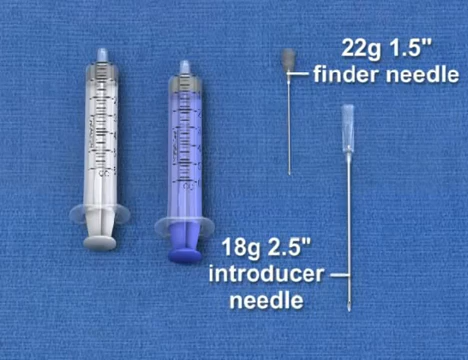 22g 1.5"
finder needle
18g 2.5"
introducer
needle